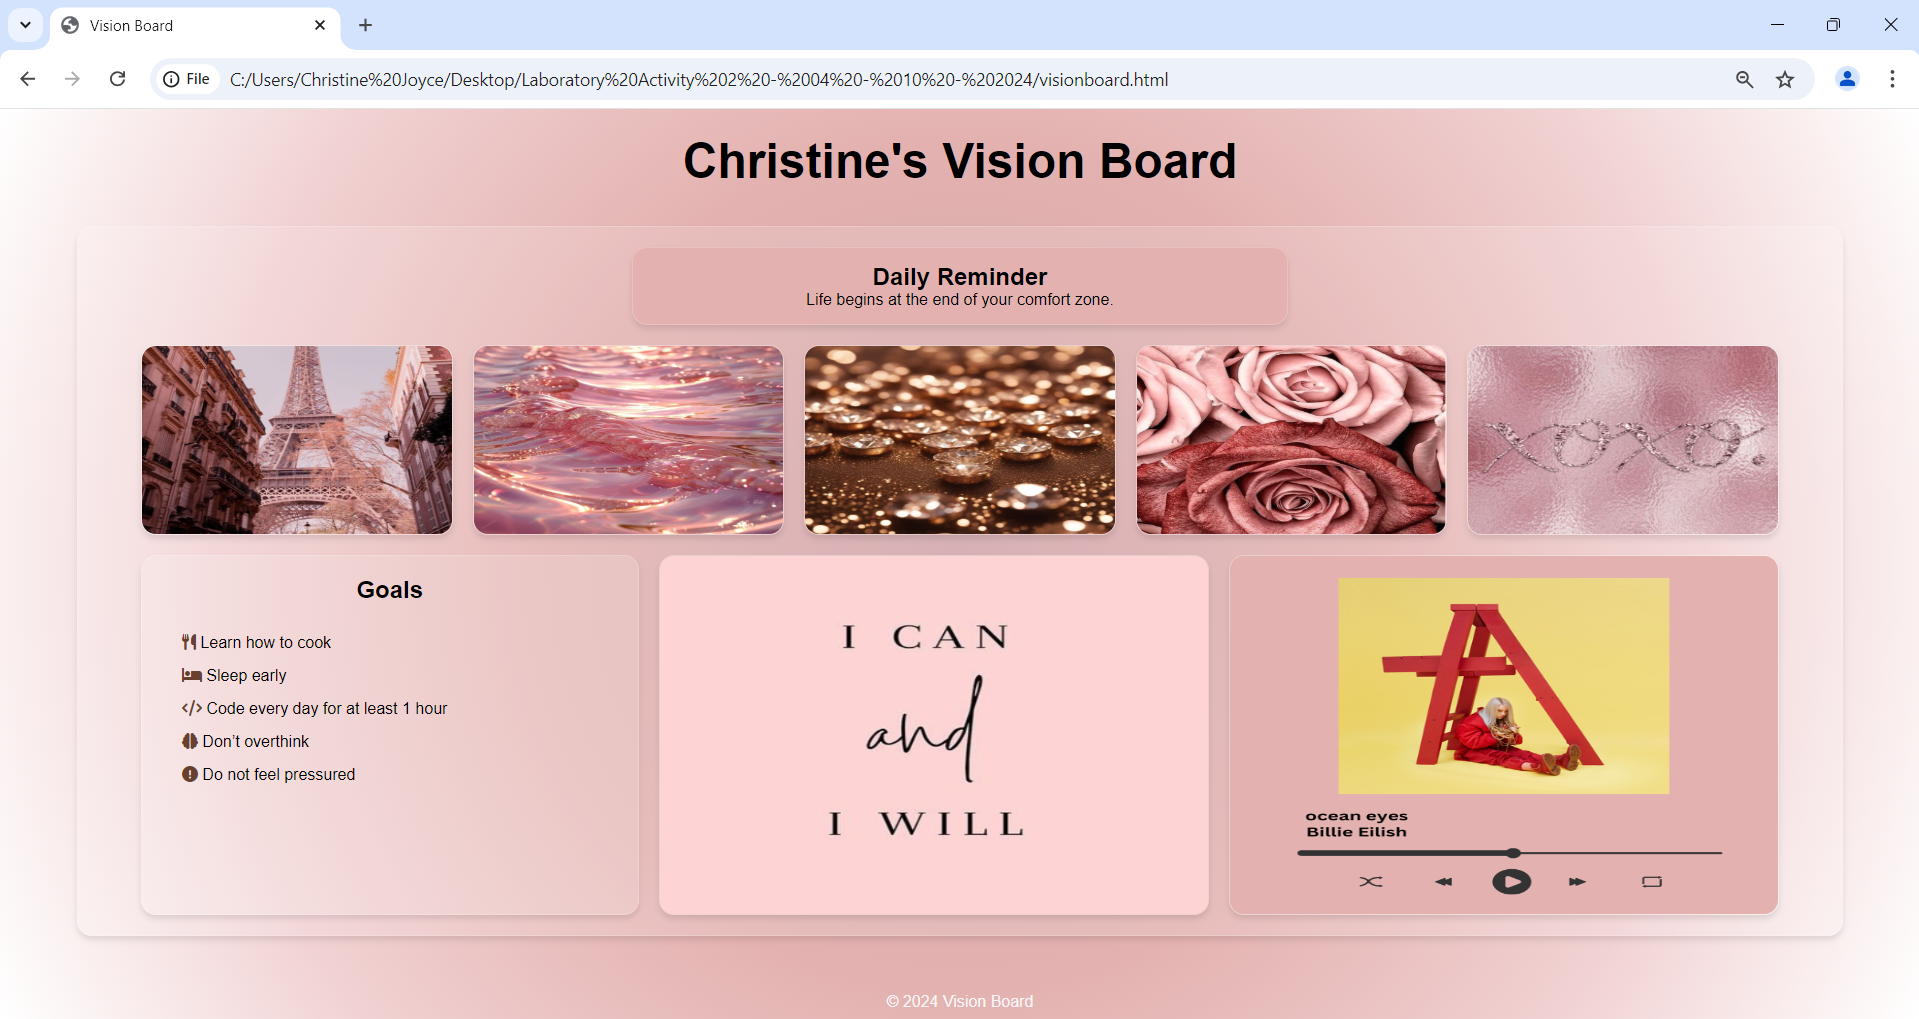 Vision Board
File
C:/Users/Christine%20Joyce/Desktop/Laboratory%20Activity%202%20-%2004%20-%2010%20-%202024/visionboard.html
Christine's Vision Board
Daily Reminder
Life begins at the end of your comfort zone.
xoxo.
Goals
Learn how to cook
Sleep early
</> Code every day for at least 1 hour
Don’t overthink
Do not feel pressured
I CAN
and
I WILL
ocean eyes
Billie Eilish
© 2024 Vision Board